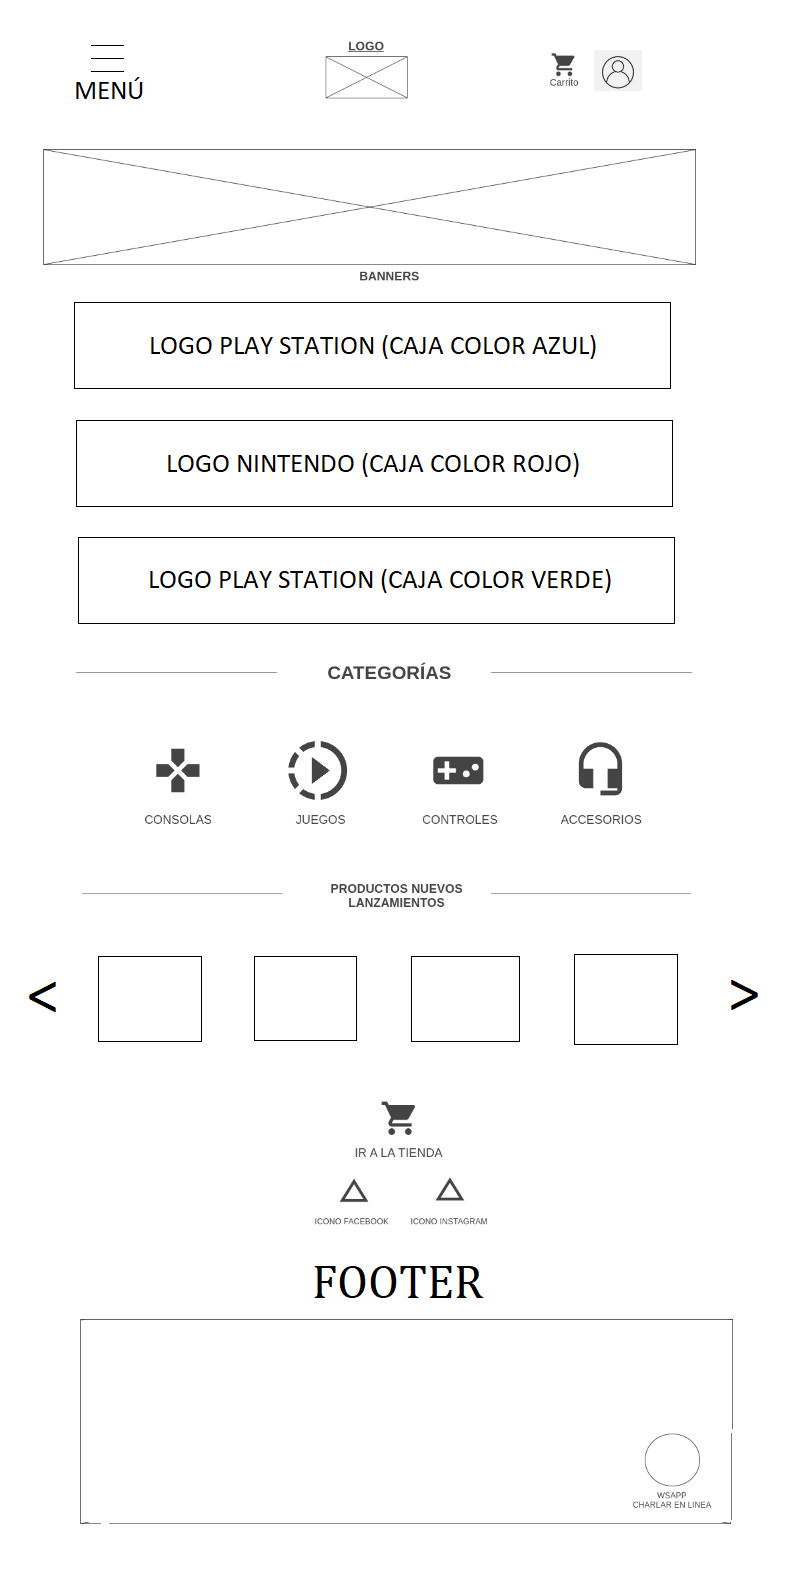 LOGO
MENÚ
Carrito
BANNERS
LOGO PLAY STATION (CAJA COLOR AZUL)
LOGO NINTENDO (CAJA COLOR ROJO)
LOGO PLAY STATION (CAJA COLOR VERDE)
CATEGORÍAS
CONSOLAS
JUEGOS
CONTROLES
ACCESORIOS
PRODUCTOS NUEVOS
LANZAMIENTOS
<
>
IR A LA TIENDA
ICONO FACEBOOK
ICONO INSTAGRAM
FOOTER
WSAPP
CHARLAR EN LINEA